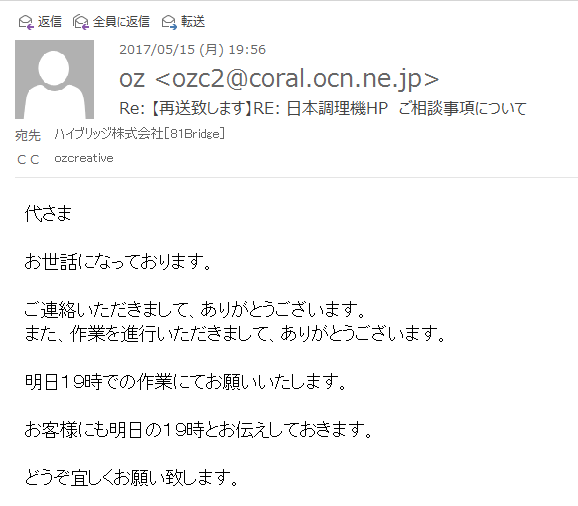 返信 全員に返信 転送
2017/05/15 (月) 19:56
oz <ozc2@coral.ocn.ne.jp>
Re: 【再送致します】RE: 日本調理機HP ご相談事項について
宛先 ハイブリッジ株式会社[81Bridge]
ＣＣ ozcreative
代さま
お世話になっております。
ご連絡いただきまして、ありがとうございます。
また、作業を進行いただきまして、ありがとうございます。
明日１９時での作業にてお願いいたします。
お客様にも明日の１９時とお伝えしておきます。
どうぞ宜しくお願い致します。